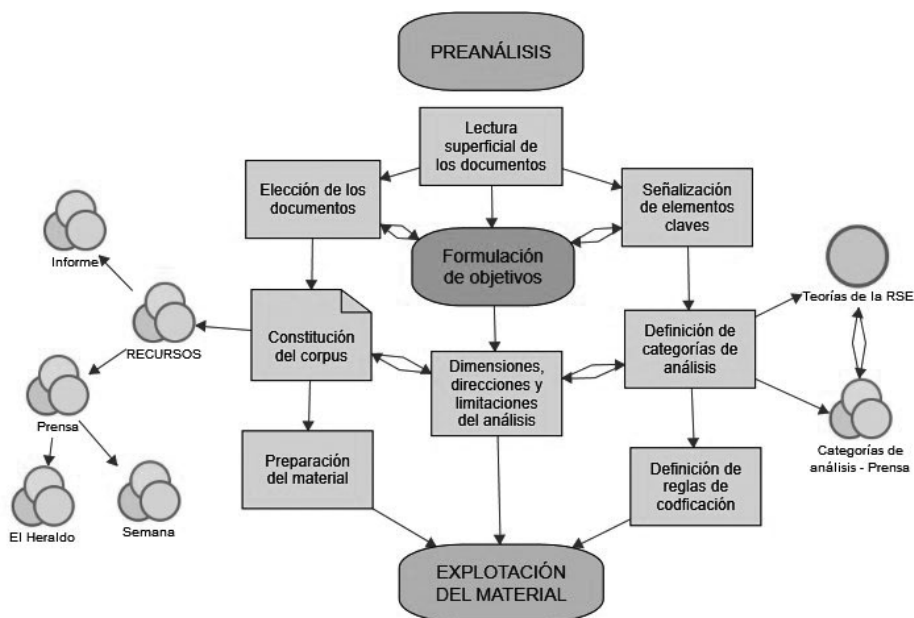 PREANÁLISIS
Lectura
superficial de
los documentos
Elección de los
documentos
Señalización
de elementos
claves
Formulación
de objetivos
Informe
Teorías de la RSE
RECURSOS
Constitución
del corpus
Dimensiones,
direcciones y
limitaciones
del análisis
Definición de
categorías de
análisis
Prensa
Categorías de
análisis - Prensa
Preparación
del material
Definición de
reglas de
codficación
El Heraldo
Semana
EXPLOTACIÓN
DEL MATERIAL